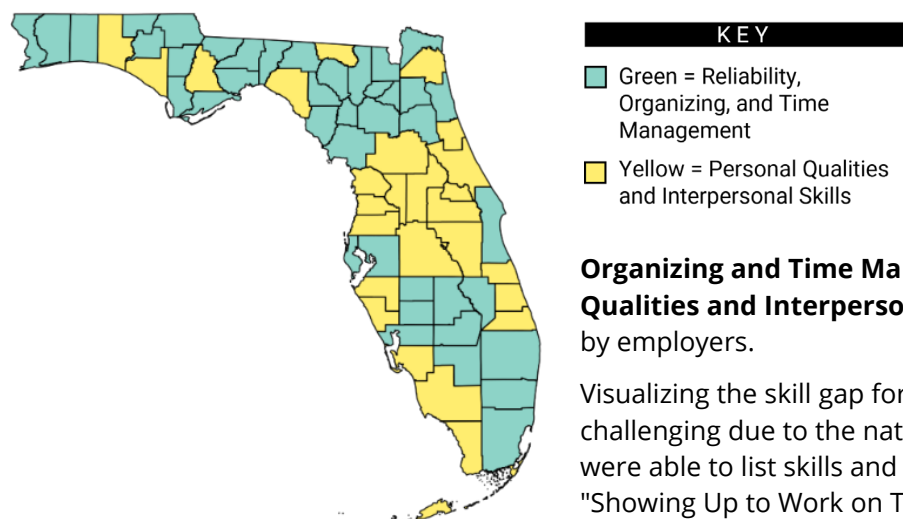 KEY
Green = Reliability,
Organizing, and Time
Management
Yellow = Personal Qualities
and Interpersonal Skills
Organizing and Time Ma
Qualities and Interperso
by employers.
Visualizing the skill gap for
challenging due to the nat
were able to list skills and
"Showing Up to Work on T